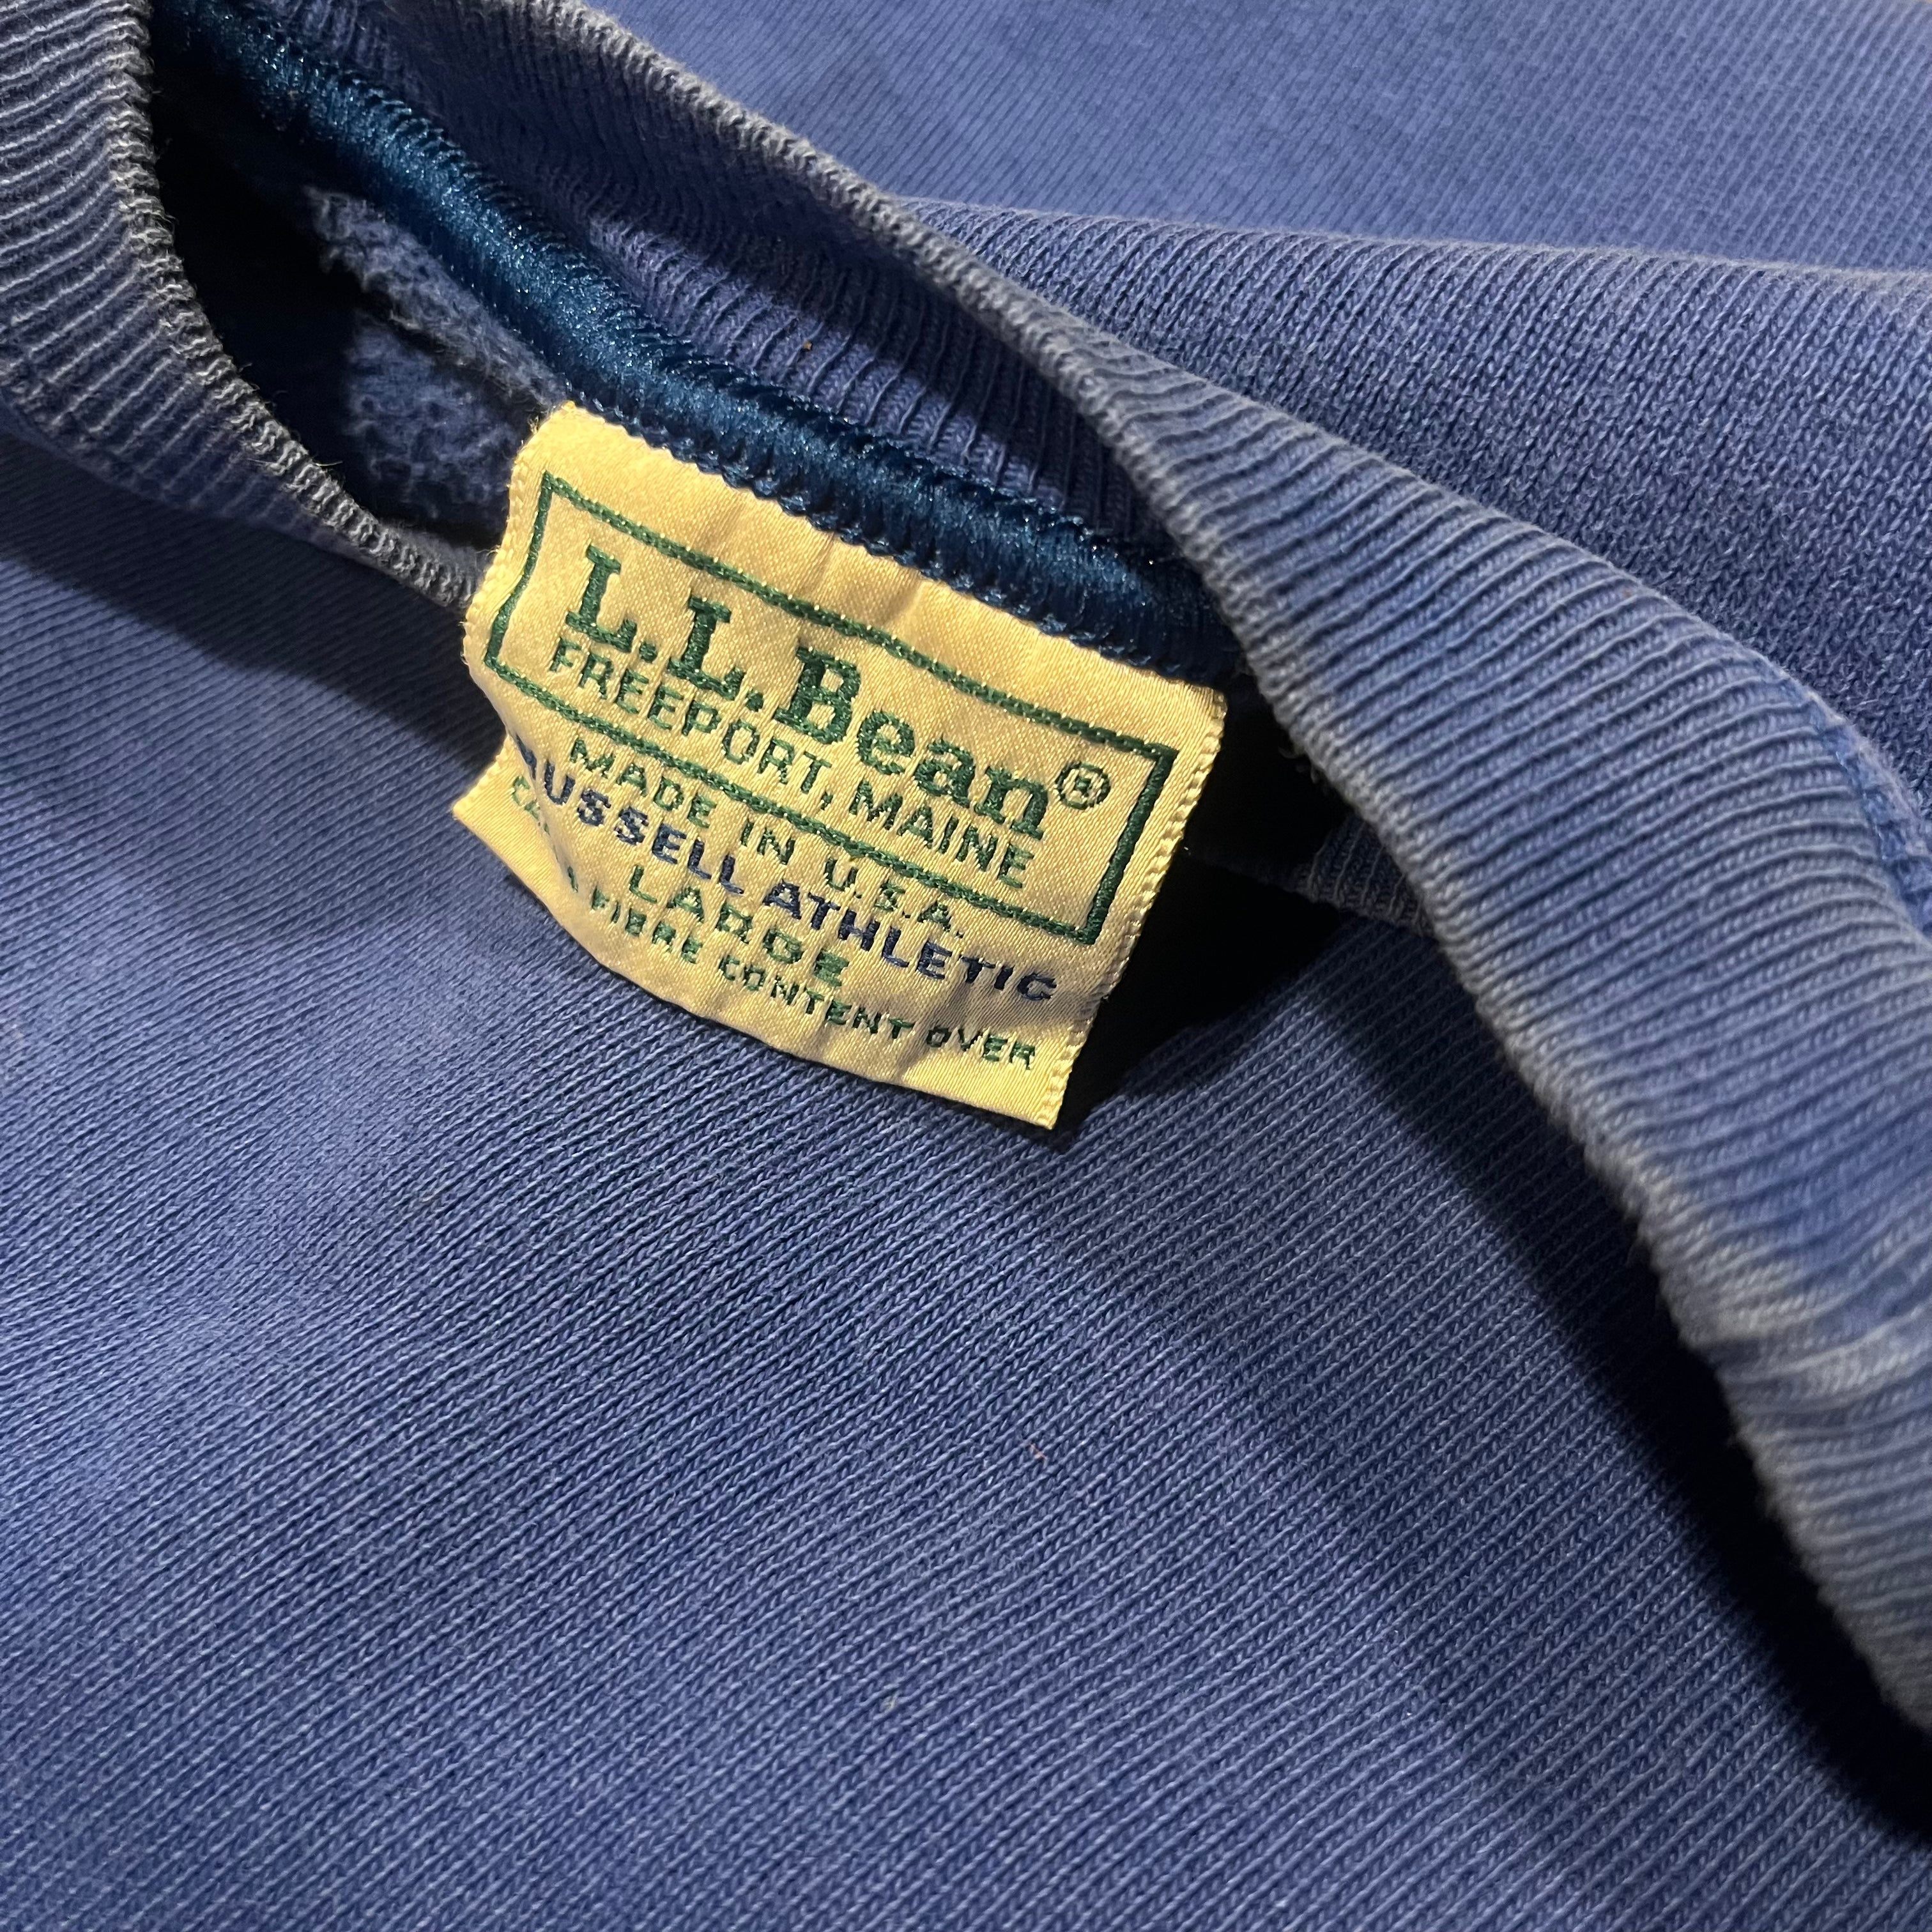 L.L.Bean®
FREEPORT, MAINE
MADE IN U.S.A.
RUSSELL ATHLETIC
LARGE
FIBRE CONTENT OVER